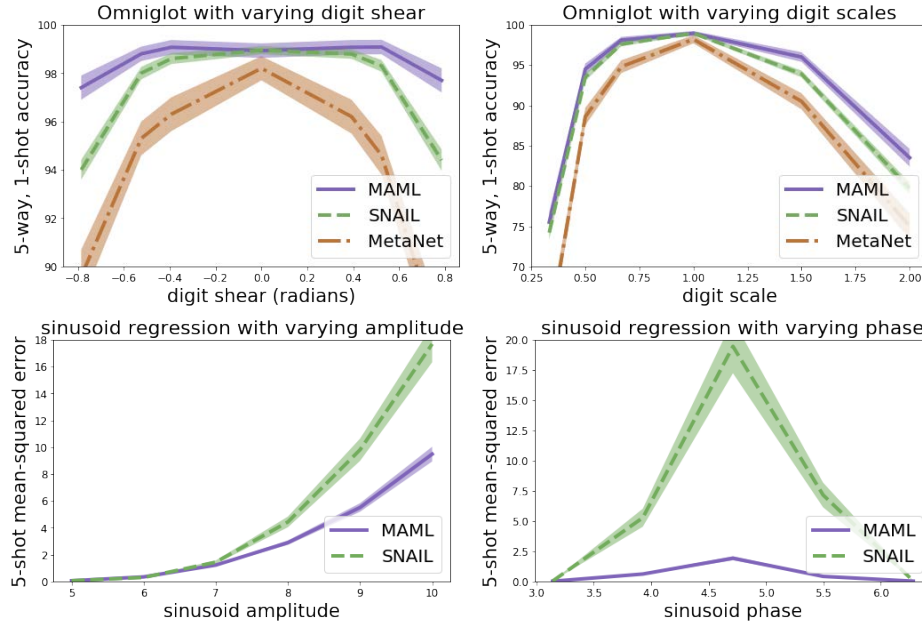 Omniglot with varying digit shear
5-way, 1-shot accuracy
100
98
96
94
92
90
MAML
SNAIL
MetaNet
−0.8 −0.6 −0.4 −0.2 0.0 0.2 0.4 0.6 0.8
digit shear (radians)
Omniglot with varying digit scales
5-way, 1-shot accuracy
100
95
90
85
80
75
70
MAML
SNAIL
MetaNet
0.25 0.50 0.75 1.00 1.25 1.50 1.75 2.00
digit scale
sinusoid regression with varying amplitude
5-shot mean-squared error
18
16
14
12
10
8
6
4
2
0
MAML
SNAIL
5 6 7 8 9 10
sinusoid amplitude
sinusoid regression with varying phase
5-shot mean-squared error
20.0
17.5
15.0
12.5
10.0
7.5
5.0
2.5
0.0
MAML
SNAIL
3.0 3.5 4.0 4.5 5.0 5.5 6.0
sinusoid phase